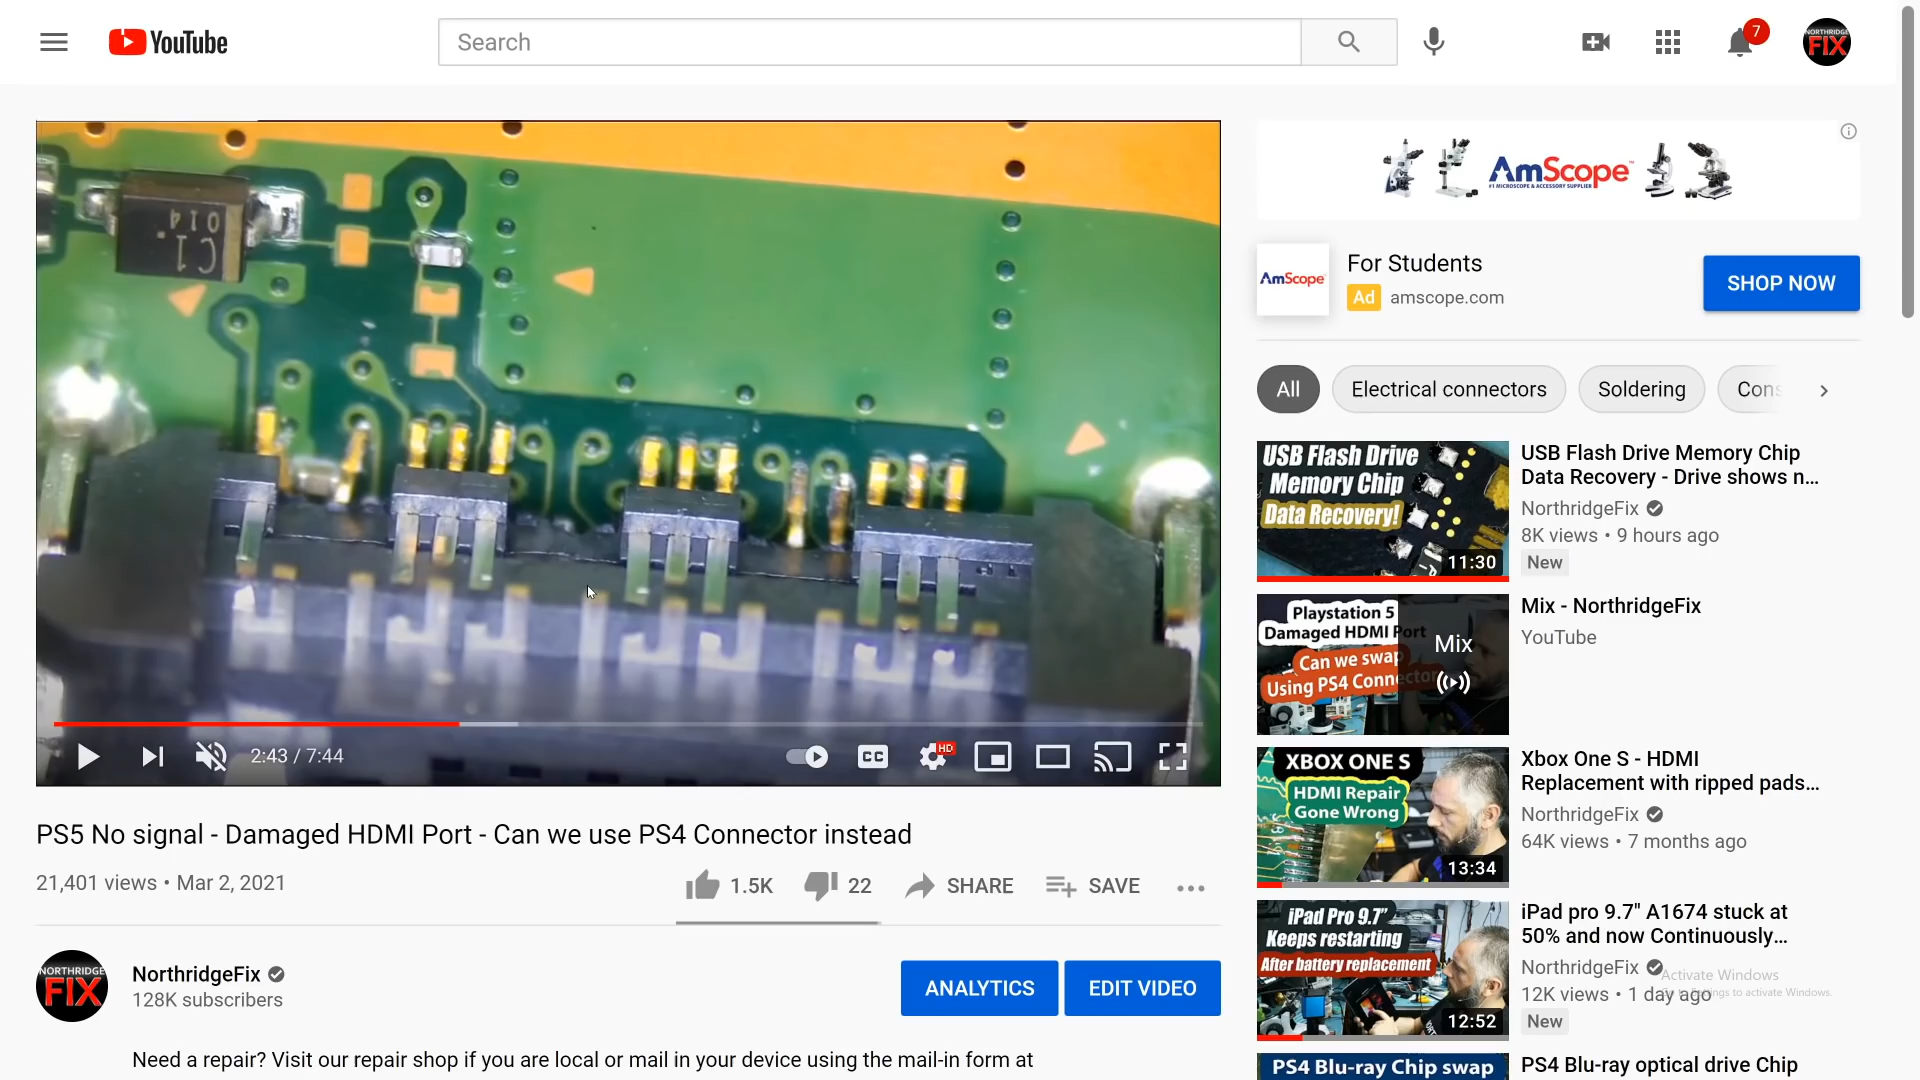 YouTube
Search
7
NORTHRIDGE
FIX
C1
014
AmScope
#1 MICROSCOPE & ACCESSORY SUPPLIER
AmScope
For Students
Ad amscope.com
SHOP NOW
All
Electrical connectors
Soldering
Cons
USB Flash Drive
Memory Chip
Data Recovery!
11:30
USB Flash Drive Memory Chip
Data Recovery - Drive shows n...
NorthridgeFix
8K views • 9 hours ago
New
Playstation 5
Damaged HDMI Port
Can we swap
Using PS4 Connector
Mix
Mix - NorthridgeFix
YouTube
XBOX ONE S
HDMI Repair
Gone Wrong
13:34
Xbox One S - HDMI
Replacement with ripped pads...
NorthridgeFix
64K views • 7 months ago
iPad Pro 9.7"
Keeps restarting
After battery replacement
12:52
iPad pro 9.7" A1674 stuck at
50% and now Continuously...
NorthridgeFix
12K views • 1 day ago
New
Activate Windows
Go to Settings to activate Windows.
PS4 Blu-ray Chip swap
PS4 Blu-ray optical drive Chip
2:43 / 7:44
CC
HD
PS5 No signal - Damaged HDMI Port - Can we use PS4 Connector instead
21,401 views • Mar 2, 2021
1.5K
22
SHARE
SAVE
NORTHRIDGE
FIX
NorthridgeFix
128K subscribers
ANALYTICS
EDIT VIDEO
Need a repair? Visit our repair shop if you are local or mail in your device using the mail-in form at